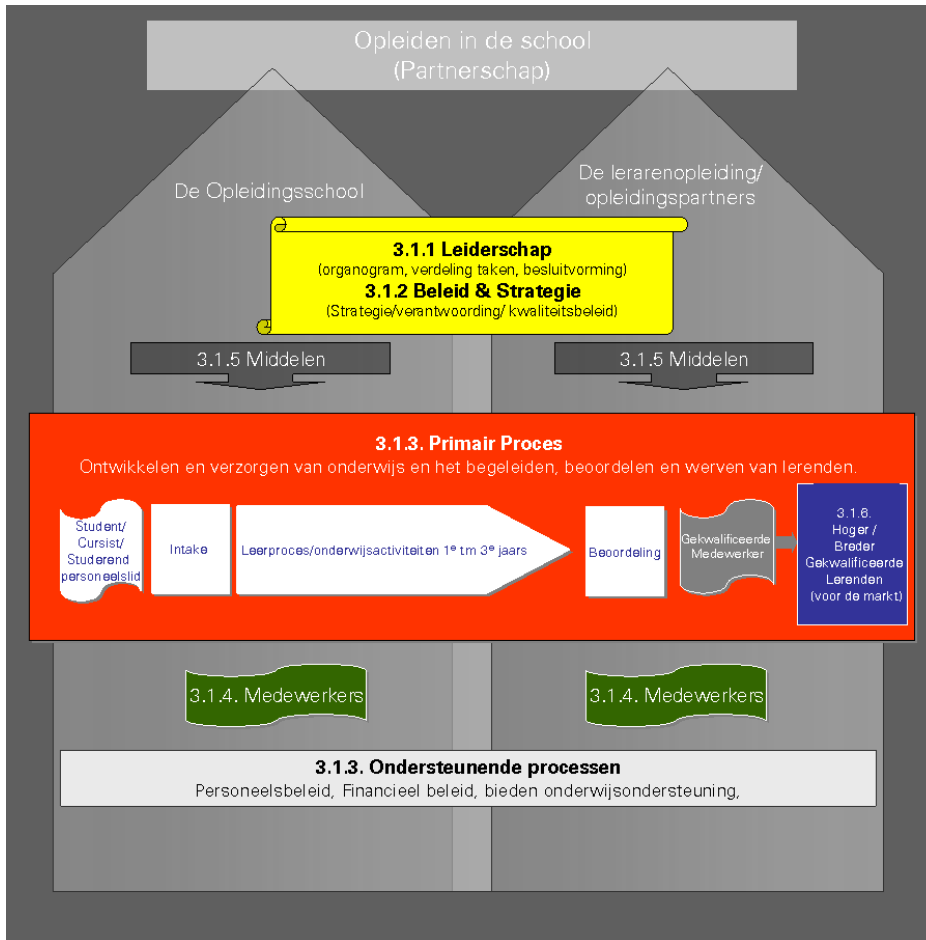 Opleiden in de school
(Partnerschap)
De Opleidingsschool
De lerarenopleiding/
opleidingspartners
3.1.1 Leiderschap
(organogram, verdeling taken, besluitvorming)
3.1.2 Beleid & Strategie
(Strategie/verantwoording/ kwaliteitsbeleid)
3.1.5 Middelen
3.1.5 Middelen
3.1.3. Primair Proces
Ontwikkelen en verzorgen van onderwijs en het begeleiden, beoordelen en werven van lerenden.
Student/
Cursist/
Studerend
personeelslid
Intake
Leerproces/onderwijsactiviteiten 1e tm 3e jaars
Beoordeling
Gekwalificeerde
Medewerker
3.1.6.
Hoger /
Breder
Gekwalificeerde
Lerenden
(voor de markt)
3.1.4. Medewerkers
3.1.4. Medewerkers
3.1.3. Ondersteunende processen
Personeelsbeleid, Financieel beleid, bieden onderwijsondersteuning,